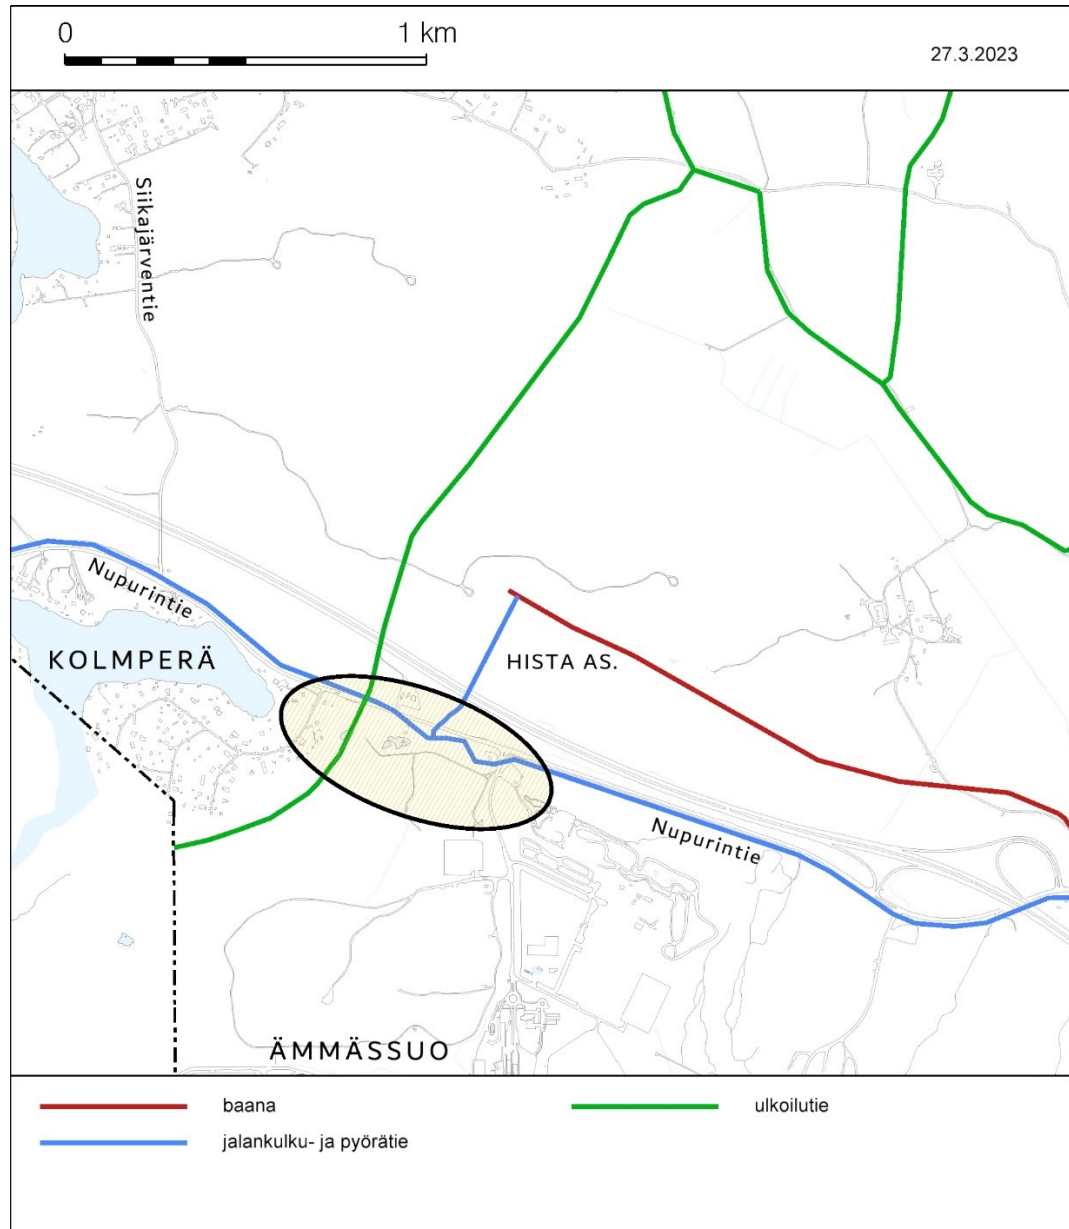 0 1 km
27.3.2023
Siikajärventie
Nupurintie
KOLMPERÄ
HISTA AS.
Nupurintie
ÄMMÄSSUO
baana
ulkoilutie
jalankulku- ja pyörätie